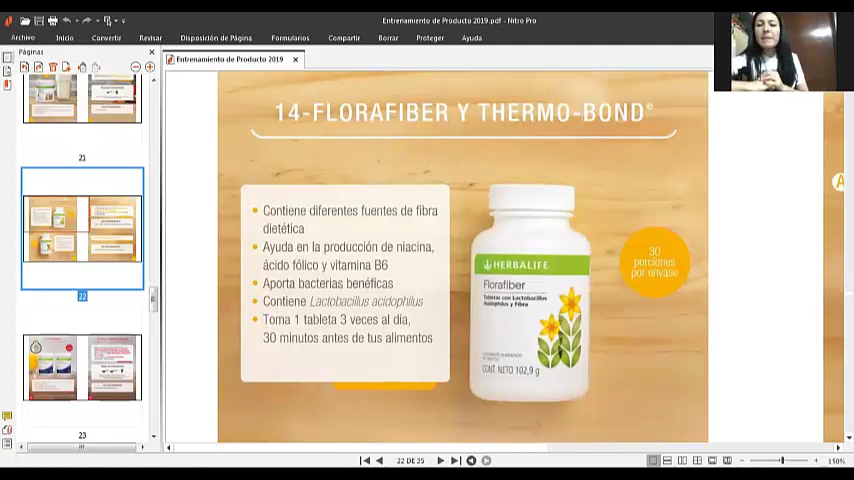 Entrenamiento de Producto 2019.pdf - Nitro Pro
Archivo Inicio Convertir Revisar Disposición de Página Formularios Compartir Borrar Proteger Ayuda
Páginas
Entrenamiento de Producto 2019
14-FLORAFIBER Y THERMO-BOND®
Contiene diferentes fuentes de fibra
dietética
Ayuda en la producción de niacina,
ácido fólico y vitamina B6
Aporta bacterias benéficas
Contiene Lactobacillus acidophilus
Toma 1 tableta 3 veces al día,
30 minutos antes de tus alimentos
HERBALIFE
Florafiber
Tabletas con Lactobacillus
Acidophilus y Fibra
CONT. NETO 102,9 g
30
porciones
por envase
21
22
23
22 DE 35
150%